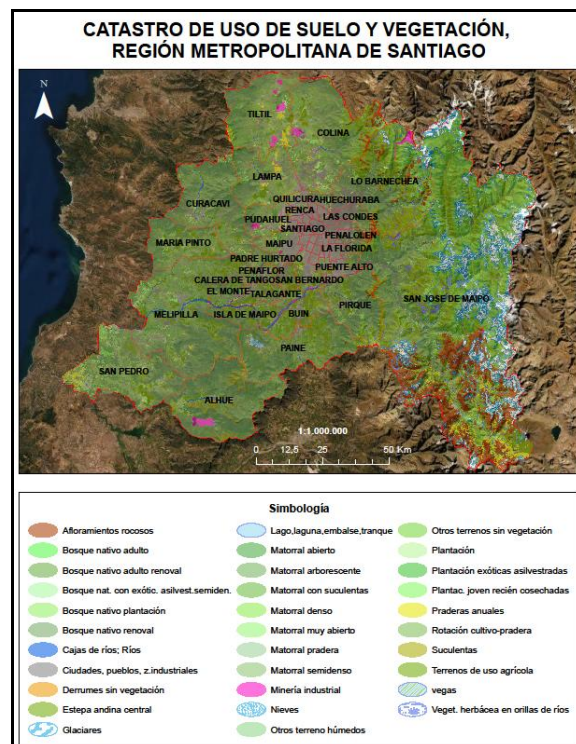 CATASTRO DE USO DE SUELO Y VEGETACIÓN,
REGIÓN METROPOLITANA DE SANTIAGO
N
TILTIL
COLINA
LAMPA
LO BARNECHEA
CURACAVI
QUILICURA
HUECHURABA
RENCA
PUDAHUEL
LAS CONDES
SANTIAGO
MARIA PINTO
PENALOLEN
MAIPU
LA FLORIDA
PADRE HURTADO
PENAFLOR
PUENTE ALTO
CALERA DE TANGO
SAN BERNARDO
EL MONTE
TALAGANTE
SAN JOSE DE MAIPO
MELIPILLA
ISLA DE MAIPO
BUIN
PIRQUE
PAINE
SAN PEDRO
ALHUE
1:1.000.000
0 12,5 25 50 Km
Simbología
Afloramientos rocosos
Bosque nativo adulto
Bosque nativo adulto renoval
Bosque nat. con exótic. asilvest.semiden.
Bosque nativo plantación
Bosque nativo renoval
Cajas de ríos; Ríos
Ciudades, pueblos, z.industriales
Derrumes sin vegetación
Estepa andina central
Glaciares
Lago,laguna,embalse,tranque
Matorral abierto
Matorral arborescente
Matorral con suculentas
Matorral denso
Matorral muy abierto
Matorral pradera
Matorral semidenso
Minería industrial
Nieves
Otro terreno húmedos
Otros terrenos sin vegetación
Plantación
Plantación exóticas asilvestradas
Plantac. joven recién cosechadas
Praderas anuales
Rotación cultivo-pradera
Suculentas
Terrenos de uso agrícola
vegas
Veget. herbácea en orillas de ríos